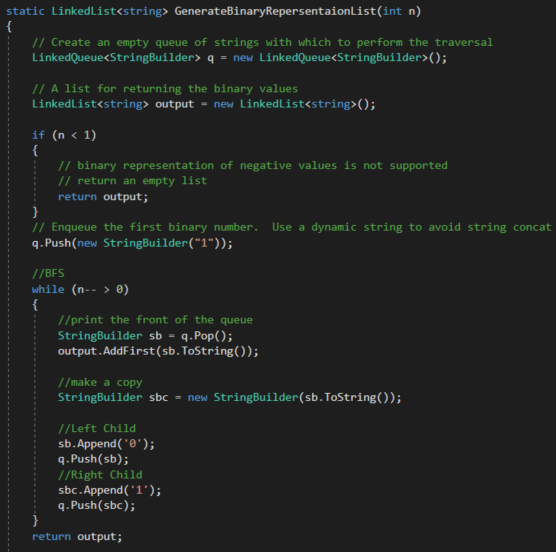 static LinkedList<string> GenerateBinaryRepersentaionList(int n)
{
// Create an empty queue of strings with which to perform the traversal
LinkedQueue<StringBuilder> q = new LinkedQueue<StringBuilder>();
// A list for returning the binary values
LinkedList<string> output = new LinkedList<string>();
if (n < 1)
{
// binary representation of negative values is not supported
// return an empty list
return output;
}
// Enqueue the first binary number.  Use a dynamic string to avoid string concat
q.Push(new StringBuilder("1"));
//BFS
while (n-- > 0)
{
//print the front of the queue
StringBuilder sb = q.Pop();
output.AddFirst(sb.ToString());
//make a copy
StringBuilder sbc = new StringBuilder(sb.ToString());
//Left Child
sb.Append('0');
q.Push(sb);
//Right Child
sbc.Append('1');
q.Push(sbc);
}
return output;